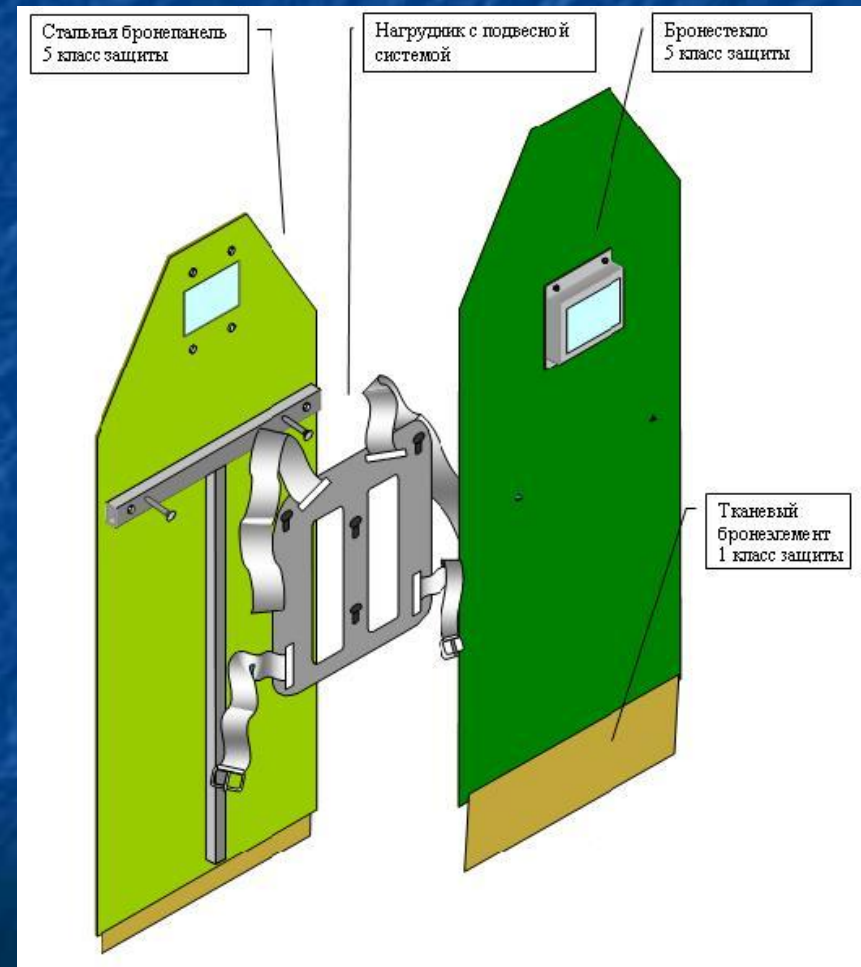 Стальная бронепанель
5 класс защиты
Нагрудник с подвесной
системой
Бронестекло
5 класс защиты
Тканевый
бронеэлемент
1 класс защиты